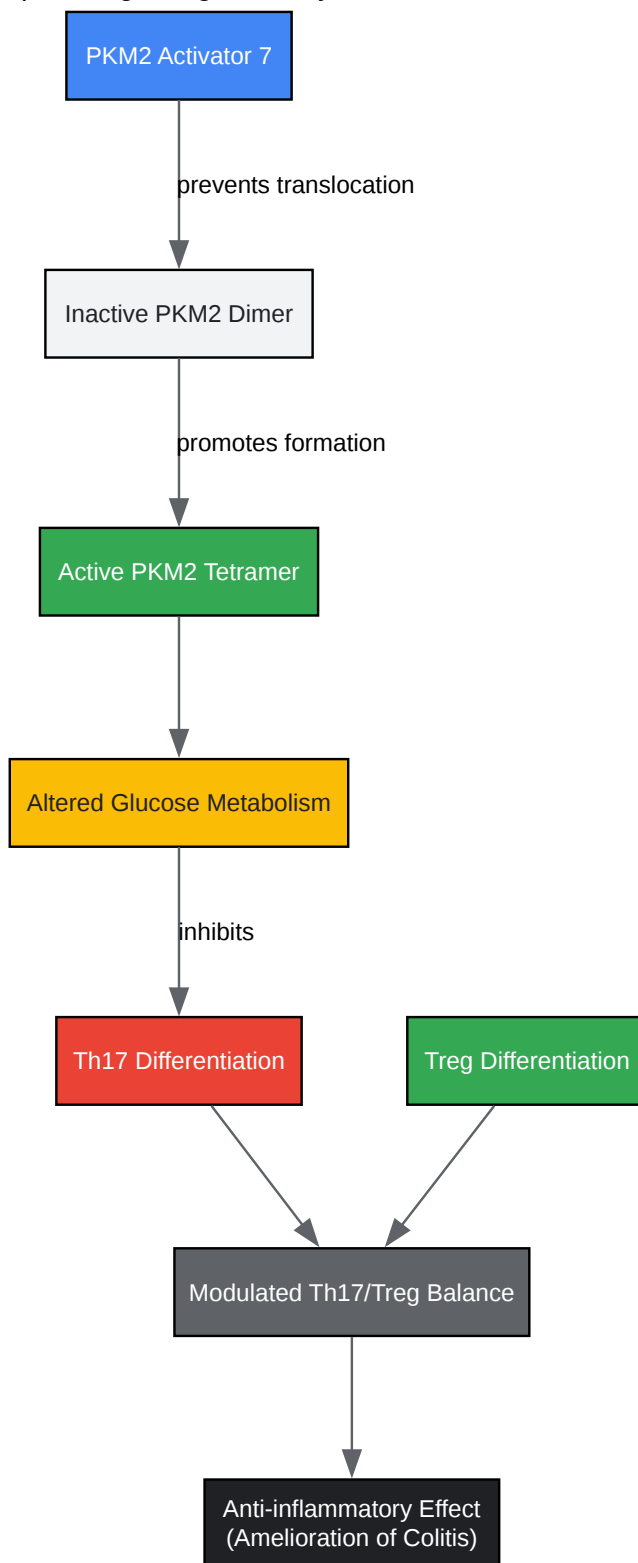 PKM2 Activator 7
prevents translocation
Inactive PKM2 Dimer
promotes formation
Active PKM2 Tetramer
Altered Glucose Metabolism
inhibits
Th17 Differentiation
Treg Differentiation
Modulated Th17/Treg Balance
Anti-inflammatory Effect
(Amelioration of Colitis)